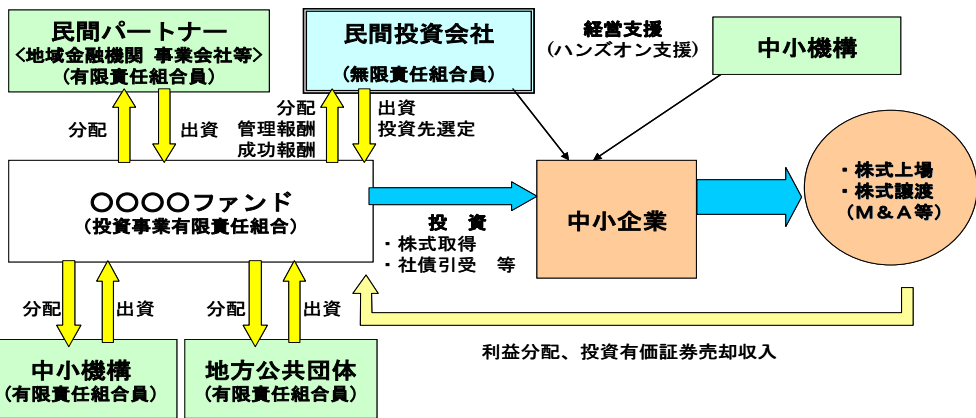 民間パートナー
<地域金融機関 事業会社等>
(有限責任組合員)
民間投資会社
(無限責任組合員)
経営支援
(ハンズオン支援)
中小機構
分配
出資
分配
管理報酬
成功報酬
出資
投資先選定
〇〇〇〇ファンド
(投資事業有限責任組合)
投 資
・株式取得
・社債引受 等
中小企業
・株式上場
・株式譲渡
(M&A等)
分配
出資
分配
出資
利益分配、投資有価証券売却収入
中小機構
(有限責任組合員)
地方公共団体
(有限責任組合員)